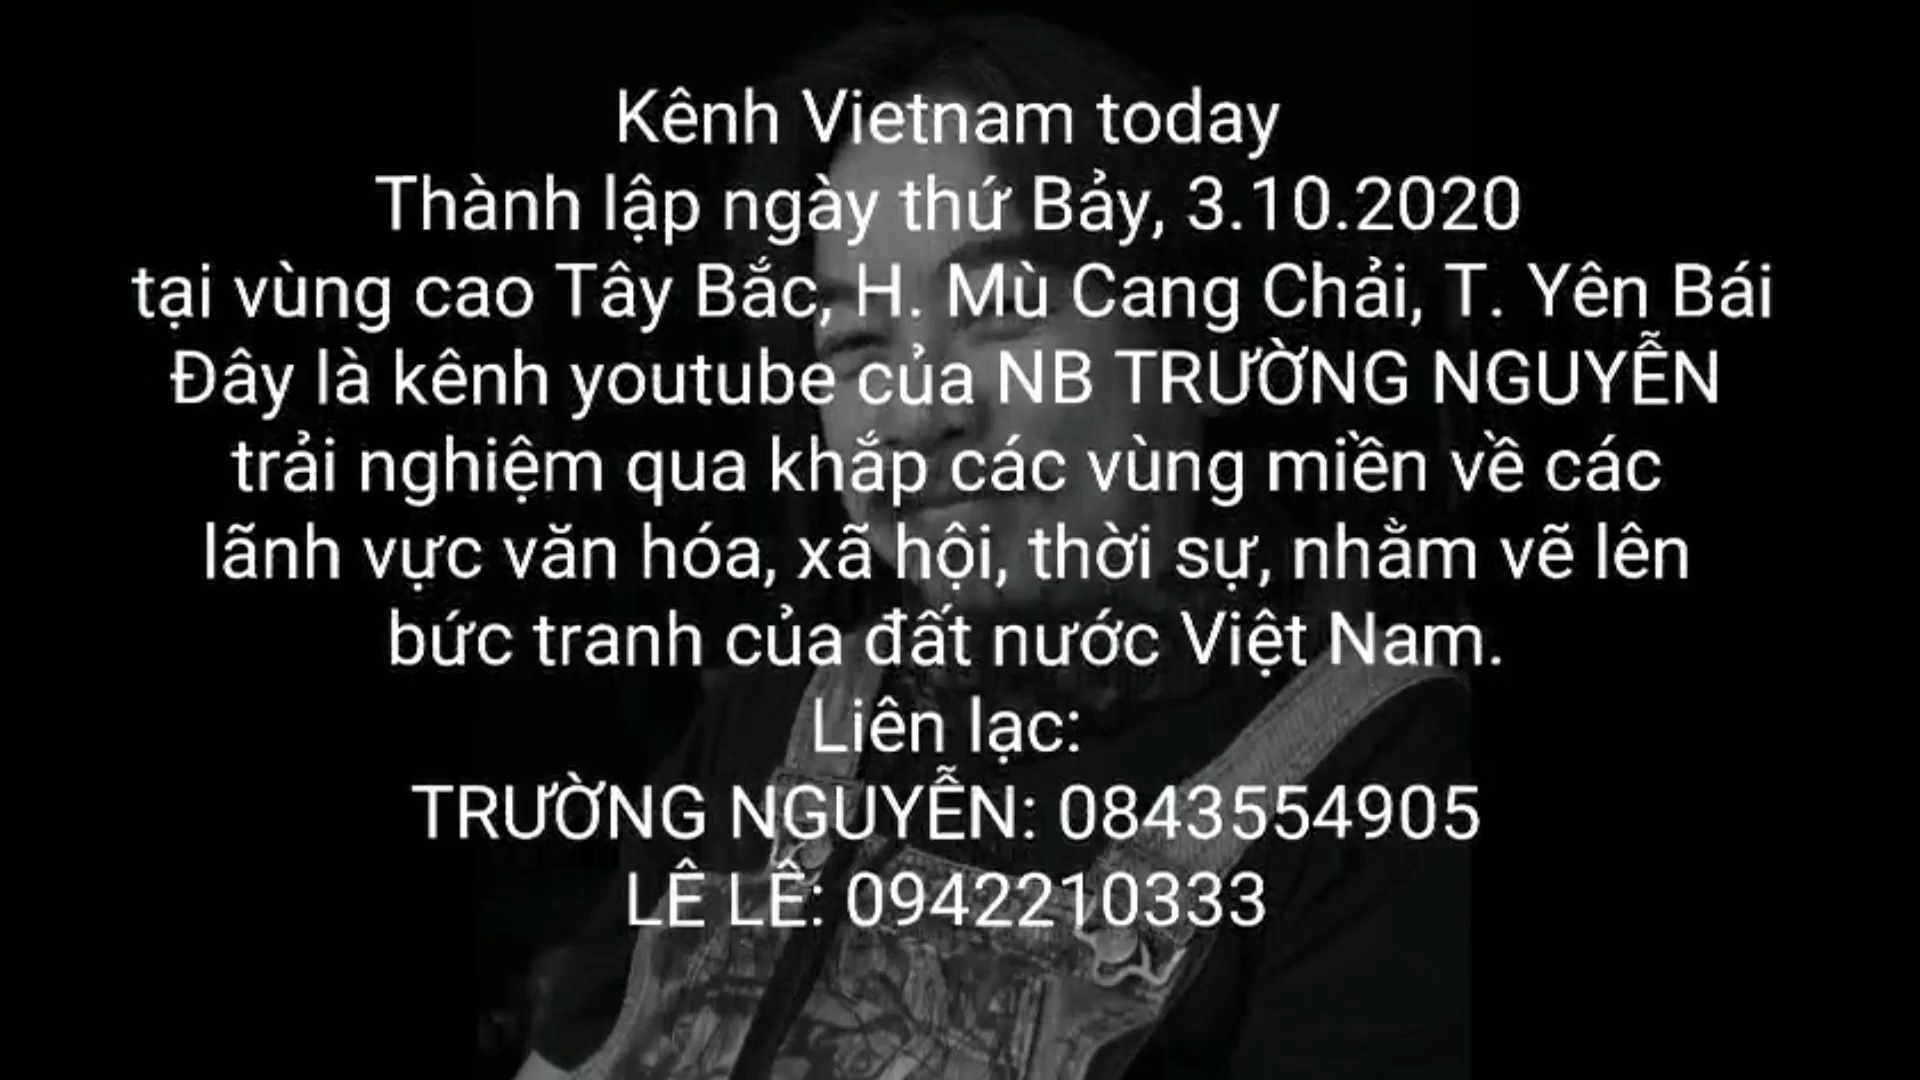 Kênh Vietnam today
Thành lập ngày thứ Bảy, 3.10.2020
tại vùng cao Tây Bắc, H. Mù Cang Chải, T. Yên Bái
Đây là kênh youtube của NB TRƯỜNG NGUYỄN
trải nghiệm qua khắp các vùng miền về các
lãnh vực văn hóa, xã hội, thời sự, nhằm vẽ lên
bức tranh của đất nước Việt Nam.
Liên lạc:
TRƯỜNG NGUYỄN: 0843554905
LÊ LÊ: 0942210333